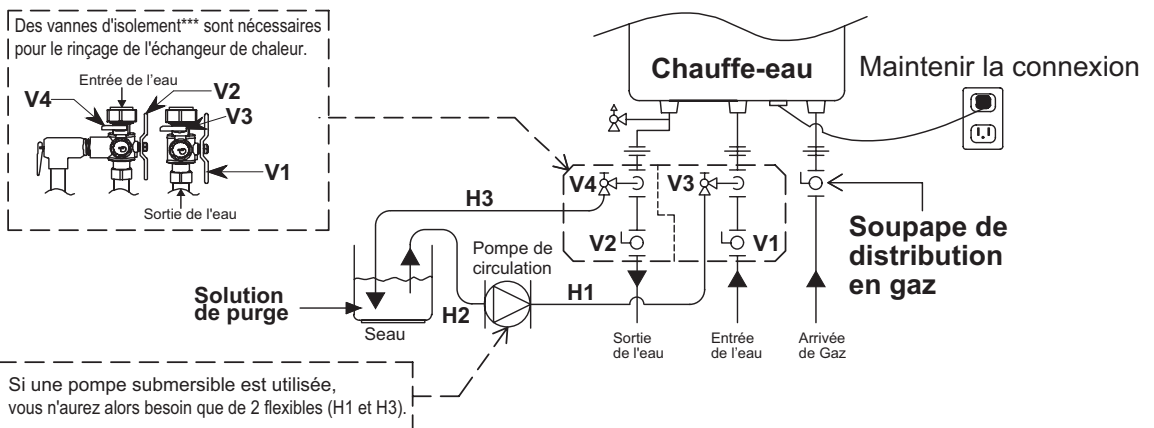 Des vannes d'isolement*** sont nécessaires
pour le rinçage de l'échangeur de chaleur.
Entrée de l'eau
V4
V2
V3
V1
Sortie de l'eau
Chauffe-eau
Maintenir la connexion
V4
V3
H3
V2
V1
Soupape de
distribution
en gaz
Pompe de
circulation
Solution
de purge
H2
H1
Seau
Sortie
de l'eau
Entrée
de l'eau
Arrivée
de Gaz
Si une pompe submersible est utilisée,
vous n'aurez alors besoin que de 2 flexibles (H1 et H3).